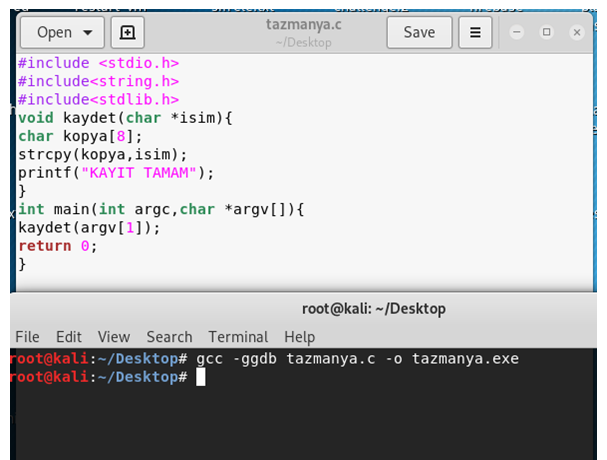 Open
tazmanya.c
~/Desktop
Save
#include <stdio.h>
#include<string.h>
#include<stdlib.h>
void kaydet(char *isim){
char kopya[8];
strcpy(kopya,isim);
printf("KAYIT TAMAM");
}
int main(int argc,char *argv[]){
kaydet(argv[1]);
return 0;
}
root@kali: ~/Desktop
File Edit View Search Terminal Help
root@kali:~/Desktop# gcc -ggdb tazmanya.c -o tazmanya.exe
root@kali:~/Desktop#